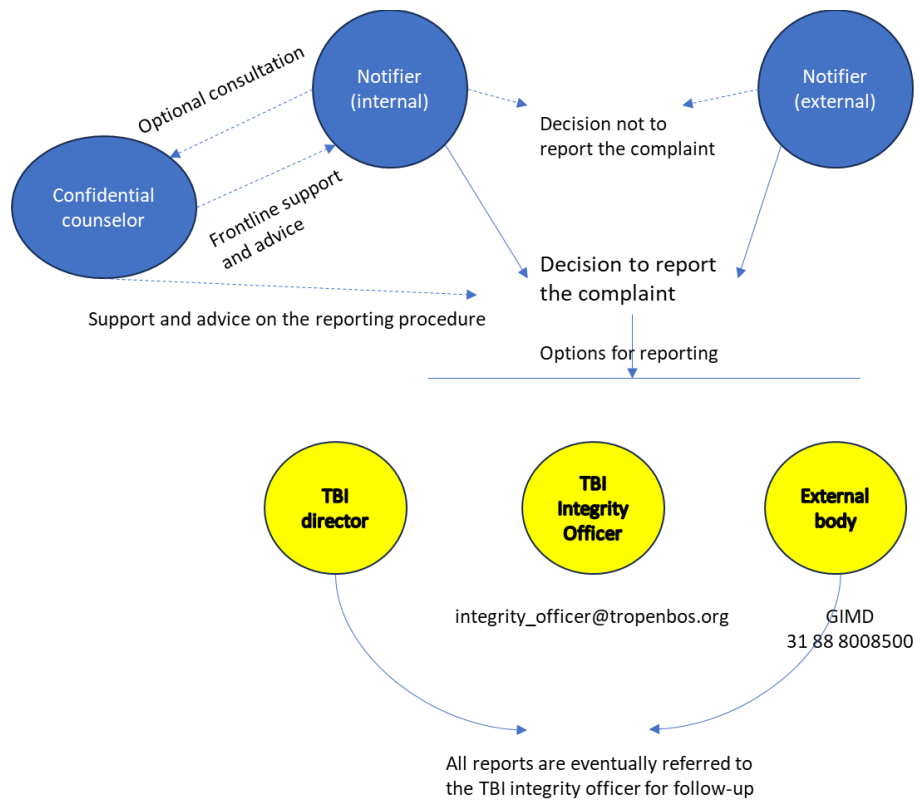 Notifier
(internal)
Notifier
(external)
Optional consultation
Decision not to
report the complaint
Confidential
counselor
Frontline support
and advice
Decision to report
the complaint
Support and advice on the reporting procedure
Options for reporting
TBI
director
TBI
Integrity
Officer
External
body
integrity_officer@tropenbos.org
GIMD
31 88 8008500
All reports are eventually referred to
the TBI integrity officer for follow-up